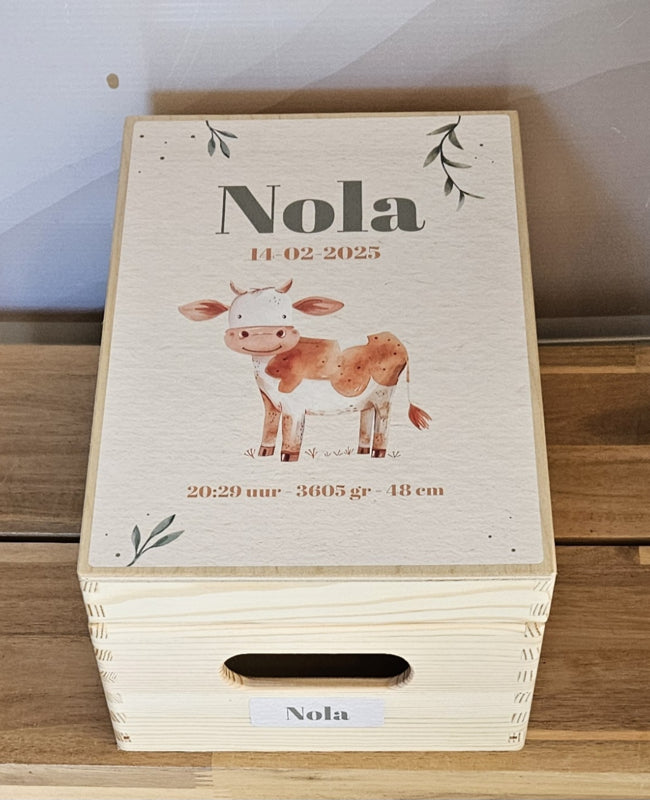 Nola
14-02-2025
20:29 uur - 3605 gr - 48 cm
Nola